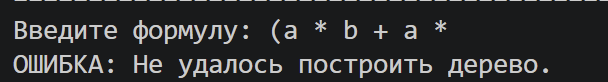 Введите формулу: (a * b + a *
ОШИБКА: Не удалось построить дерево.